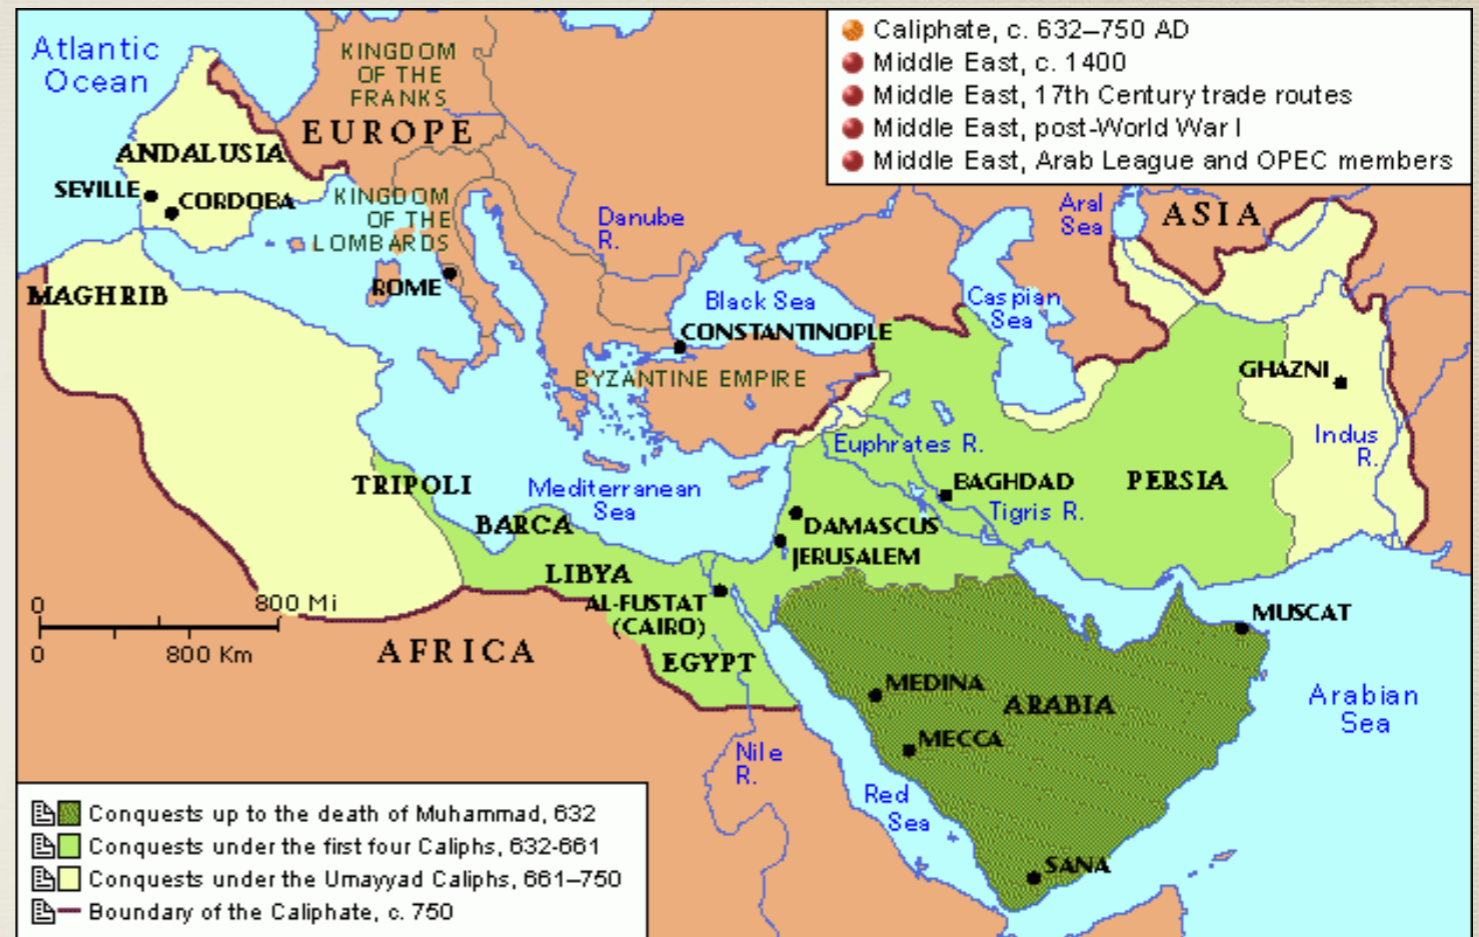 Atlantic
Ocean
KINGDOM
OF THE
FRANKS
EUROPE
Caliphate, c. 632–750 AD
Middle East, c. 1400
Middle East, 17th Century trade routes
Middle East, post-World War I
Middle East, Arab League and OPEC members
ANDALUSIA
SEVILLE
CORDOBA
KINGDOM
OF THE
LOMBARDS
Danube
R.
Aral
Sea
ASIA
ROME
MAGHRIB
Black Sea
Caspian
Sea
CONSTANTINOPLE
BYZANTINE EMPIRE
GHAZNI
Euphrates R.
Indus
R.
TRIPOLI
Mediterranean
Sea
BAGHDAD
PERSIA
Tigris R.
BARCA
DAMASCUS
JERUSALEM
LIBYA
AL-FUSTAT
(CAIRO)
EGYPT
0 800 Mi
0 800 Km
AFRICA
MUSCAT
MEDINA
ARABIA
MECCA
Arabian
Sea
Nile
R.
Red
Sea
SANA
Conquests up to the death of Muhammad, 632
Conquests under the first four Caliphs, 632-661
Conquests under the Umayyad Caliphs, 661–750
Boundary of the Caliphate, c. 750